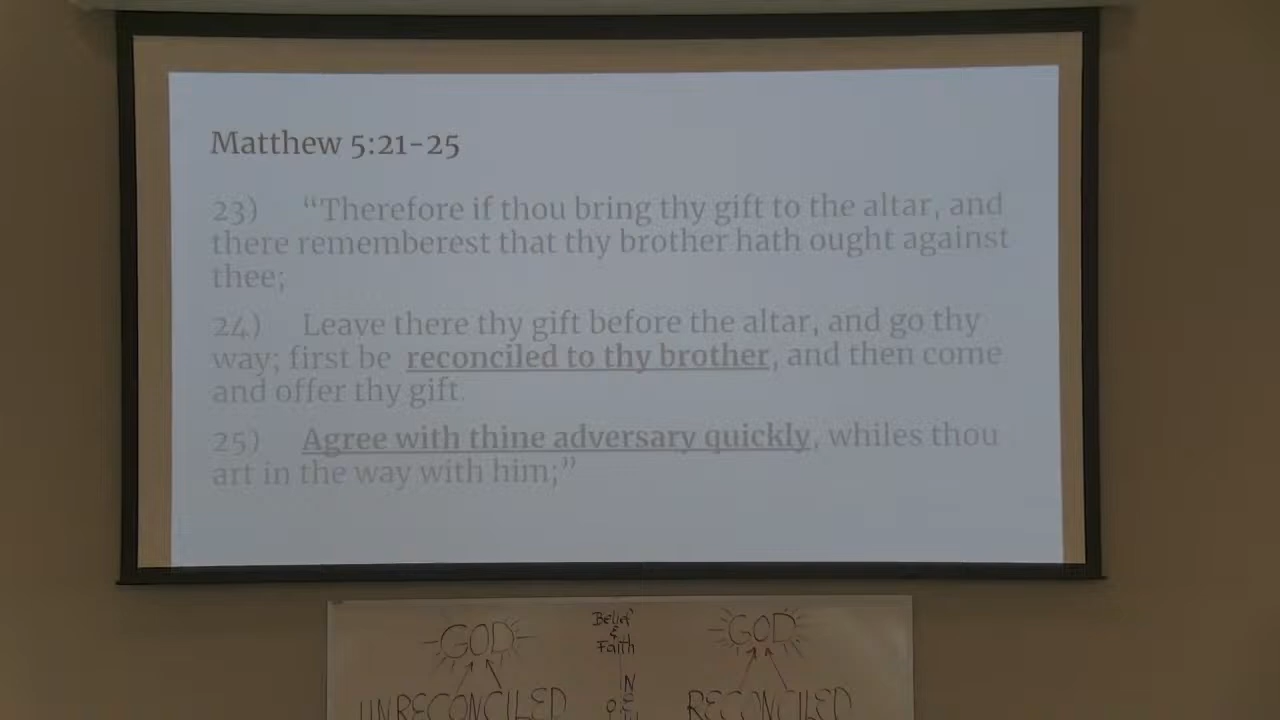 Matthew 5:21-25
23) “Therefore if thou bring thy gift to the altar, and
there rememberest that thy brother hath ought against
thee;
24) Leave there thy gift before the altar, and go thy
way; first be reconciled to thy brother, and then come
and offer thy gift.
25) Agree with thine adversary quickly, whiles thou
art in the way with him;”
GOD
Belief
&
Faith
GOD
UNRECONCILED
IN
RECONCILED